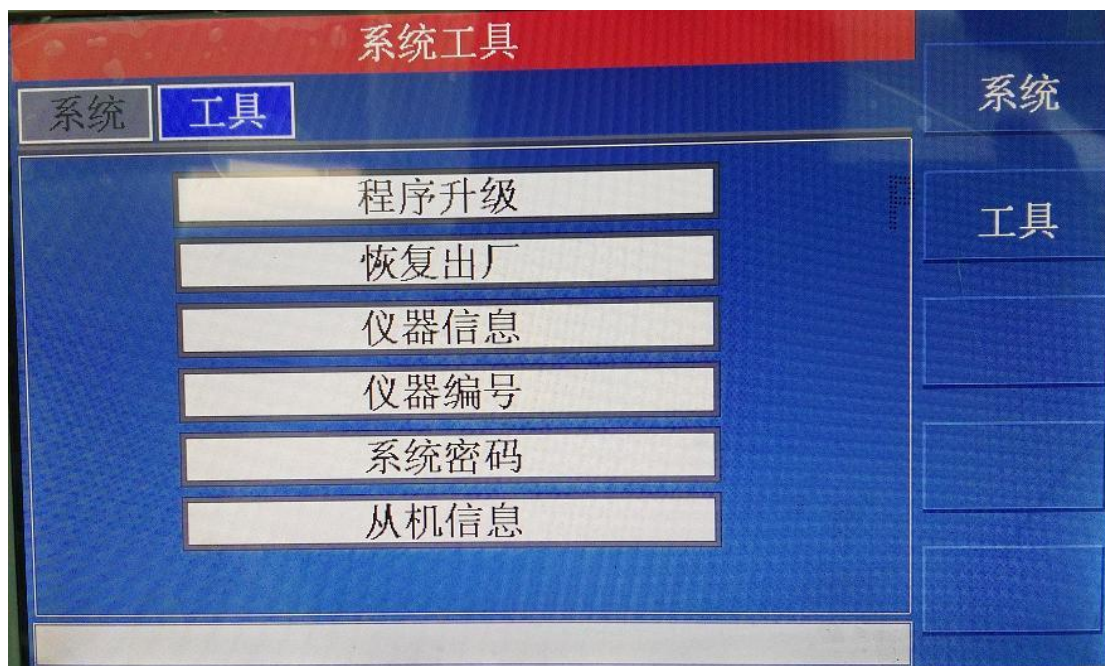 系统工具
系统 工具
程序升级
恢复出厂
仪器信息
仪器编号
系统密码
从机信息
系统
工具